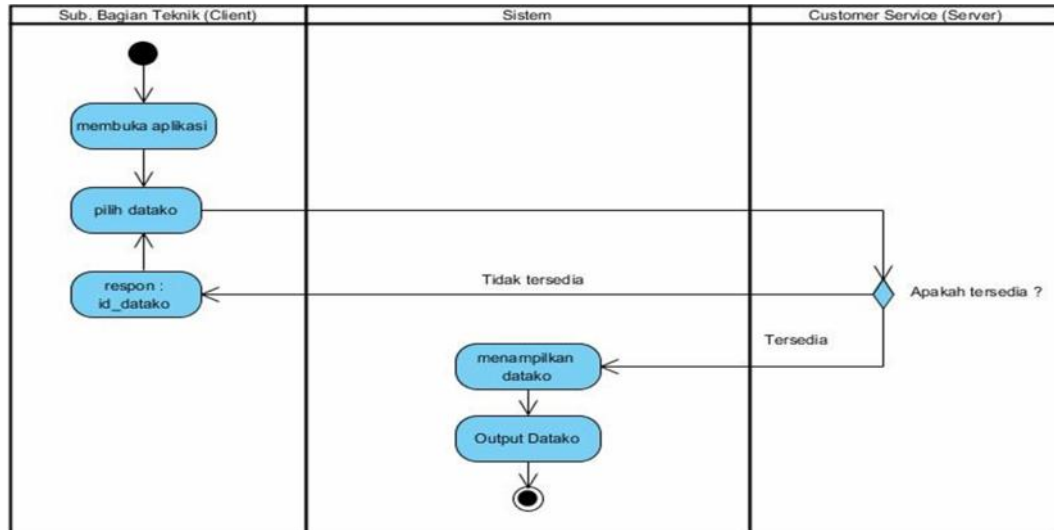 Sub. Bagian Teknik (Client)
Sistem
Customer Service (Server)
membuka aplikasi
pilih datako
respon :
id_datako
Tidak tersedia
Apakah tersedia ?
Tersedia
menampilkan
datako
Output Datako